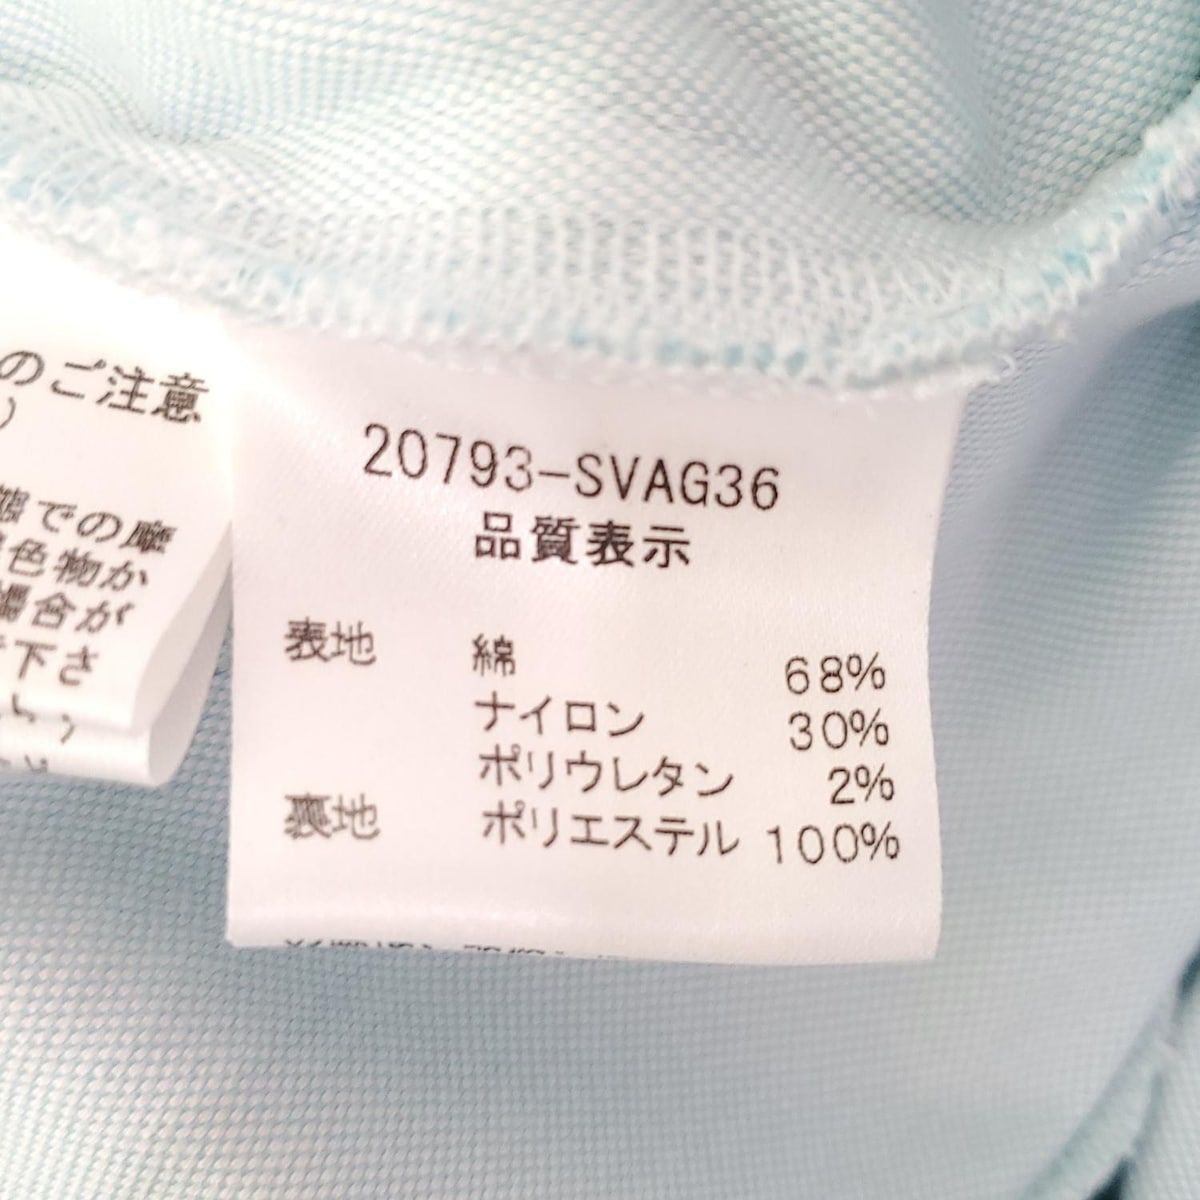 のご注意
)
態での摩
色物か
場合が
下さ
20793-SVAG36
品質表示
表地 綿 68%
ナイロン 30%
ポリウレタン 2%
裏地 ポリエステル 100%